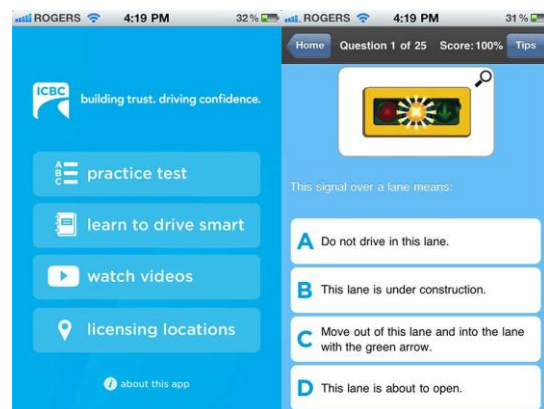 ROGERS 4:19 PM 32%
ICBC
building trust. driving confidence.
A
B
C
practice test
learn to drive smart
watch videos
licensing locations
i about this app
ROGERS 4:19 PM 31%
Home Question 1 of 25 Score: 100% Tips
This signal over a lane means:
A Do not drive in this lane.
B This lane is under construction.
C Move out of this lane and into the lane
with the green arrow.
D This lane is about to open.